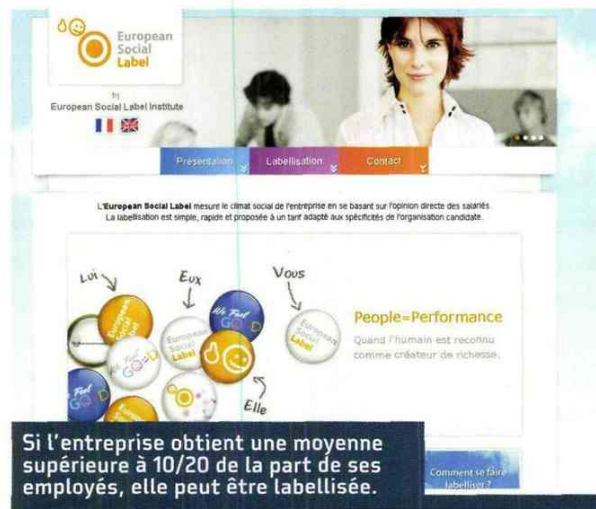 European
Social
Label
by
European Social Label Institute
Présentation
Labellisation
Contact
L'European Social Label mesure le climat social de l'entreprise en se basant sur l'opinion directe des salariés.
La labellisation est simple, rapide et proposée à un tarif adapté aux spécificités de l'organisation candidate.
Lui
Eux
Vous
European
Social
Label
We Feel
GOOD
European
Social
Label
European
Social
Label
People=Performance
Quand l'humain est reconnu
comme créateur de richesse.
Elle
Si l'entreprise obtient une moyenne
supérieure à 10/20 de la part de ses
employés, elle peut être labellisée.
Comment se faire
labelliser ?